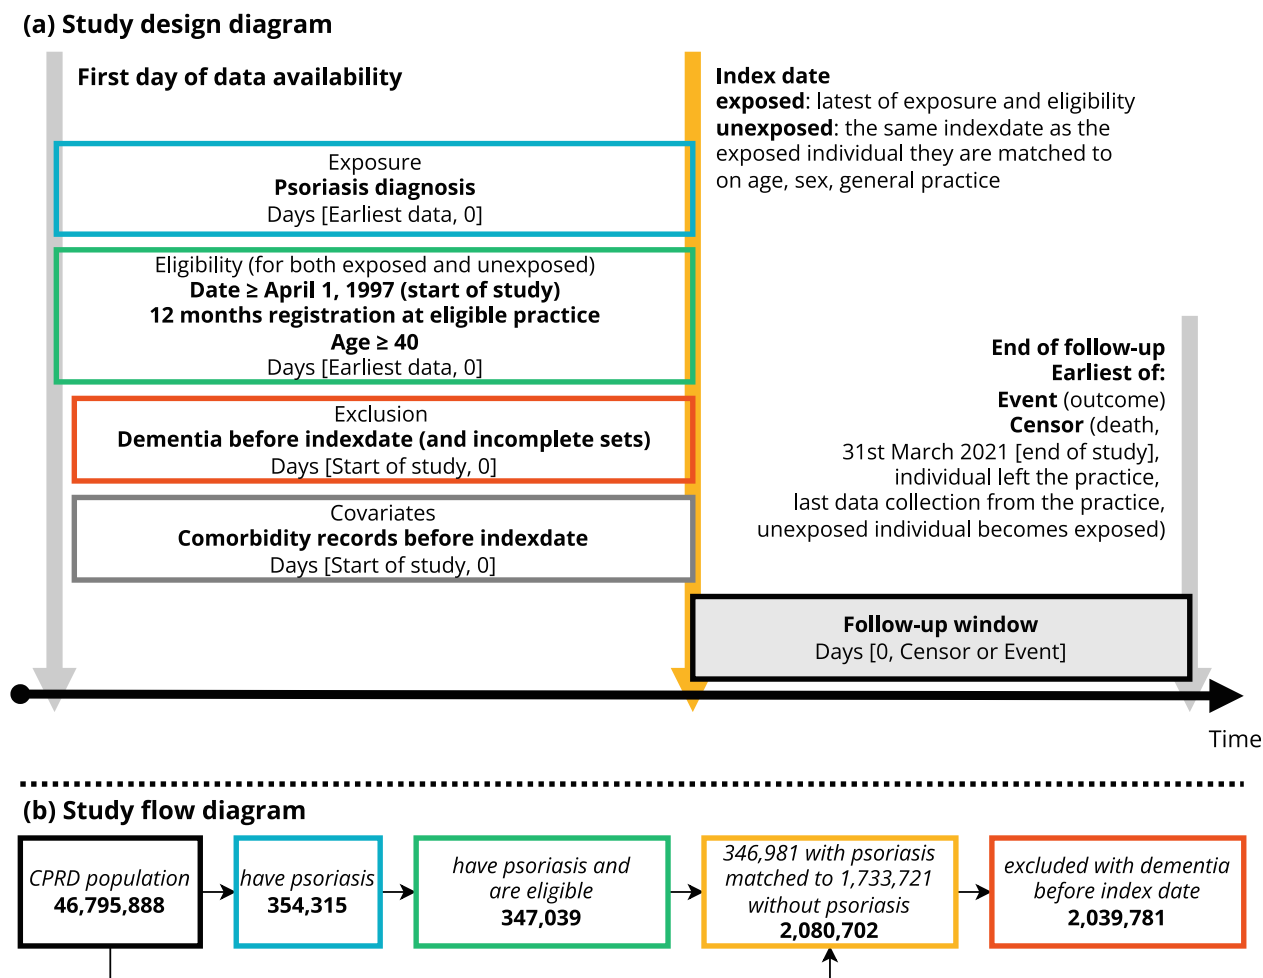 (a) Study design diagram
First day of data availability
Index date
exposed: latest of exposure and eligibility
unexposed: the same indexdate as the
exposed individual they are matched to
on age, sex, general practice
Exposure
Psoriasis diagnosis
Days [Earliest data, 0]
Eligibility (for both exposed and unexposed)
Date ≥ April 1, 1997 (start of study)
12 months registration at eligible practice
Age ≥ 40
Days [Earliest data, 0]
Exclusion
Dementia before indexdate (and incomplete sets)
Days [Start of study, 0]
Covariates
Comorbidity records before indexdate
Days [Start of study, 0]
End of follow-up
Earliest of:
Event (outcome)
Censor (death,
31st March 2021 [end of study],
individual left the practice,
last data collection from the practice,
unexposed individual becomes exposed)
Follow-up window
Days [0, Censor or Event]
Time
(b) Study flow diagram
CPRD population
46,795,888
have psoriasis
354,315
have psoriasis and
are eligible
347,039
346,981 with psoriasis
matched to 1,733,721
without psoriasis
2,080,702
excluded with dementia
before index date
2,039,781